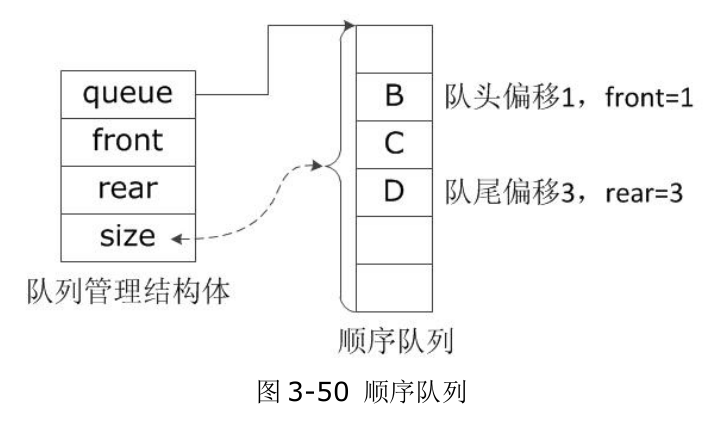 queue
front
rear
size
队列管理结构体
B
队头偏移1，front=1
C
D
队尾偏移3，rear=3
顺序队列
图 3-50 顺序队列